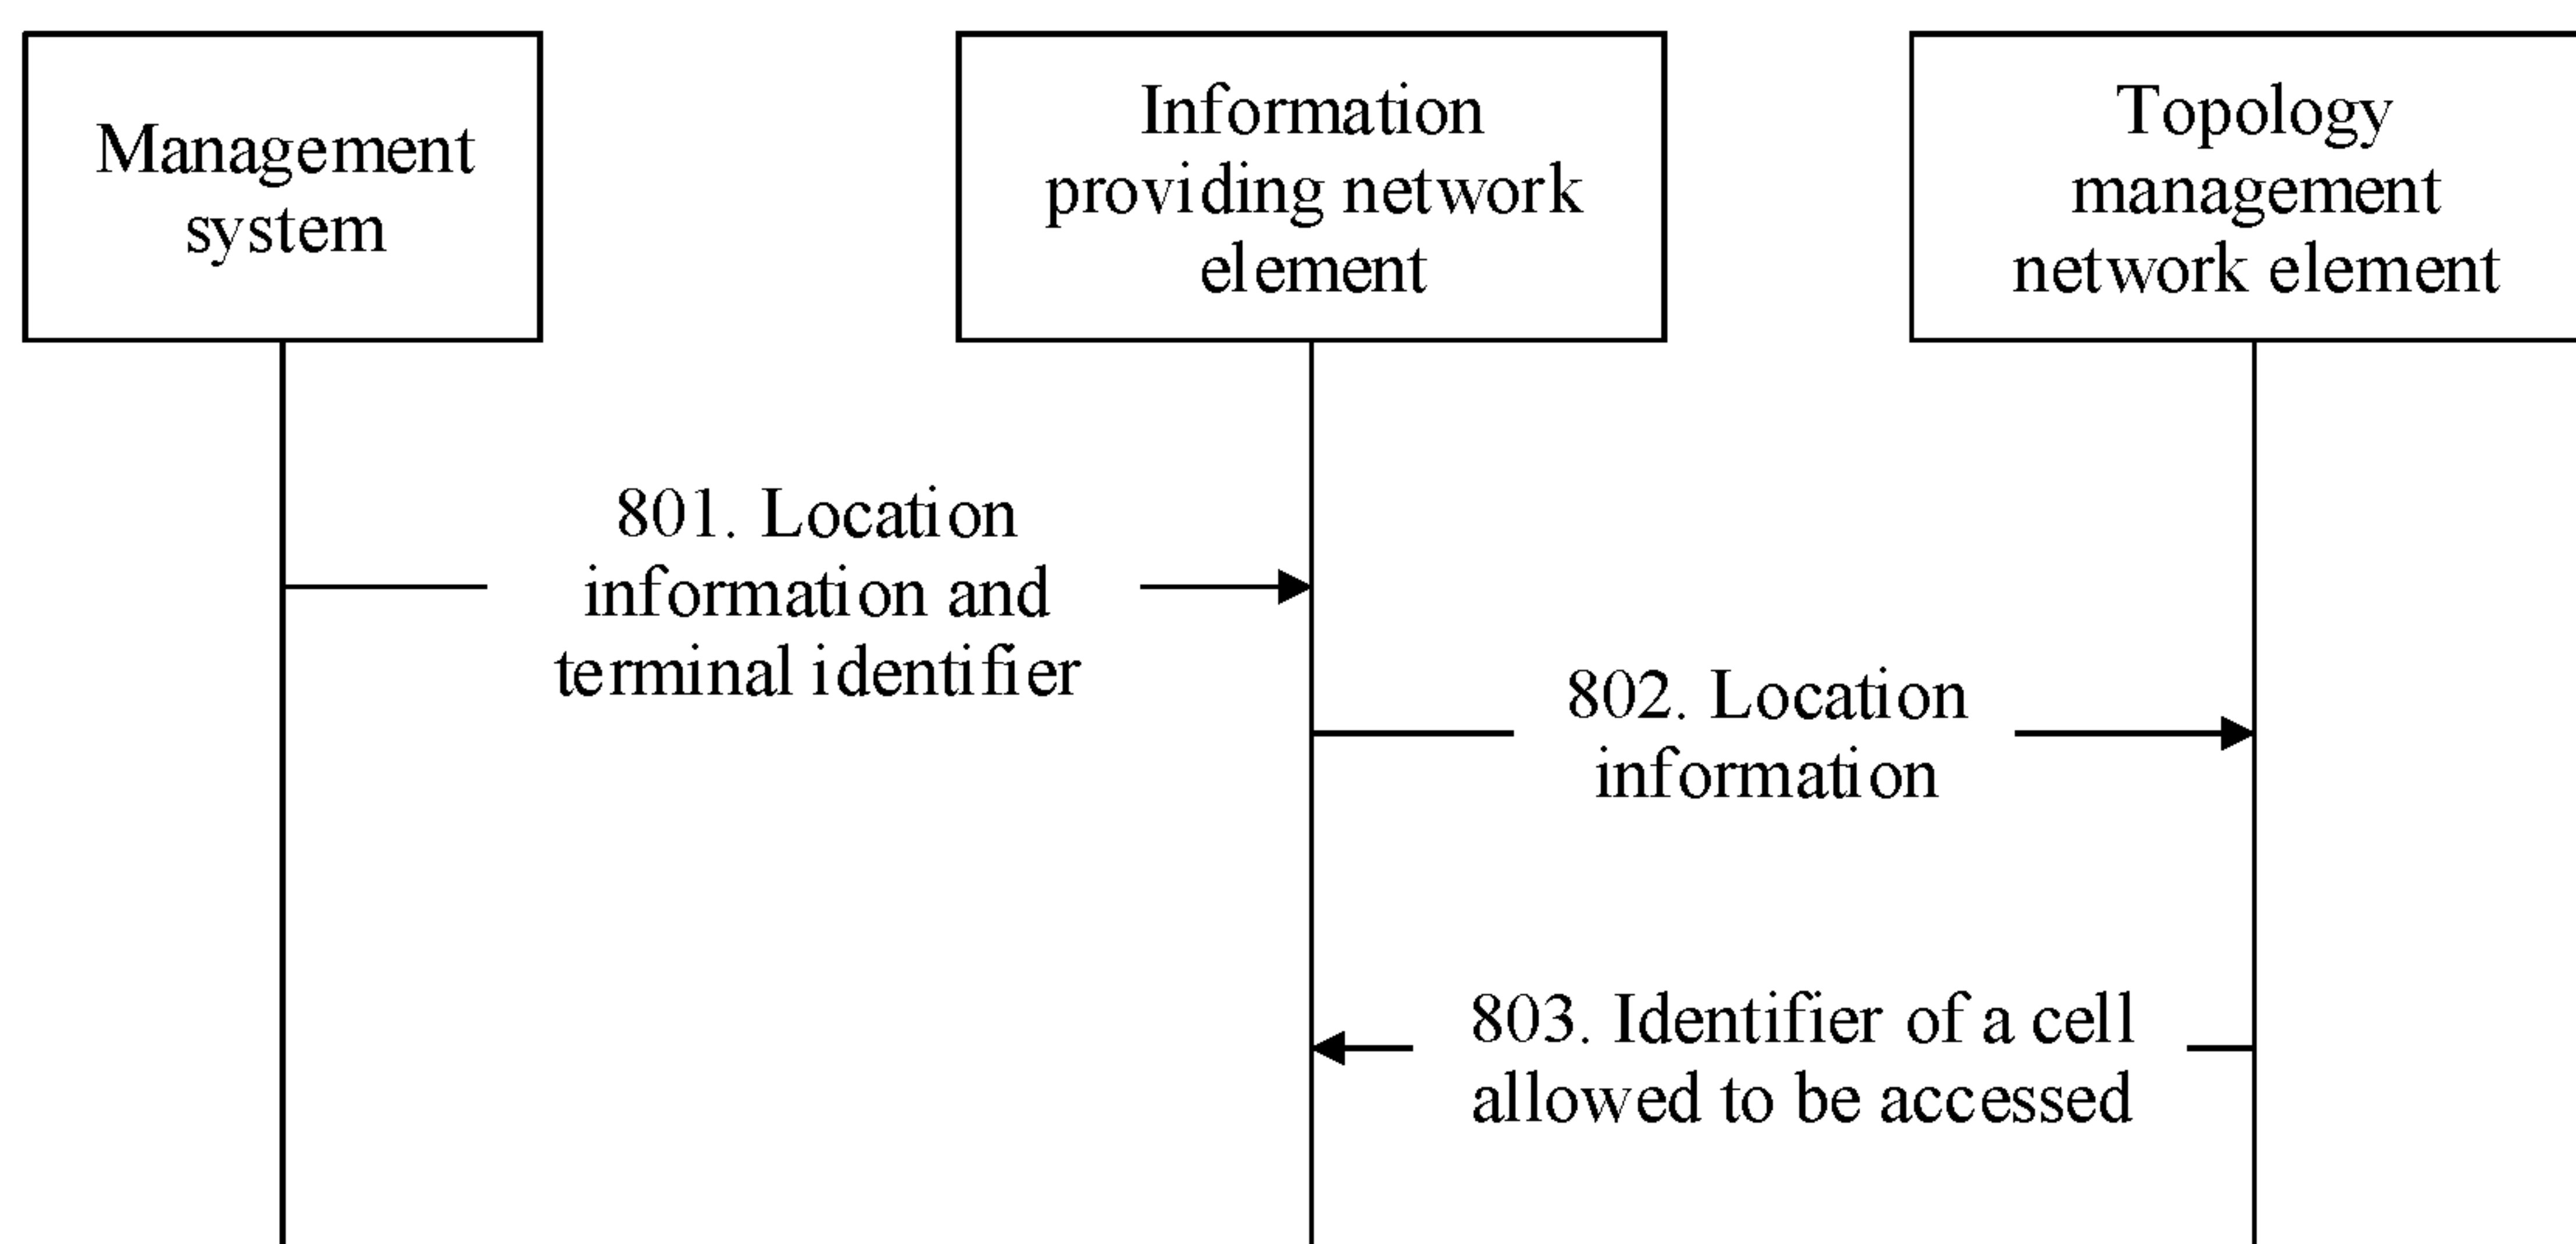 Management
system
Information
providing network
element
Topology
management
network element
801. Location
information and
terminal identifier
802. Location
information
803. Identifier of a cell
allowed to be accessed